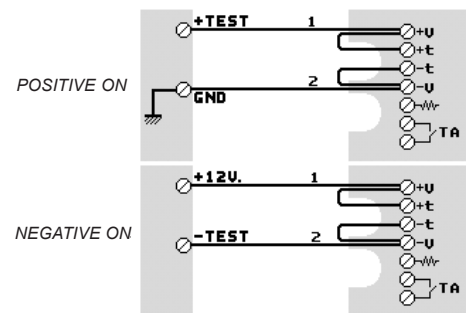 +TEST 1 +V
+t
POSITIVE ON -t
GND 2 -V
TA
+12V. 1 +V
+t
NEGATIVE ON -t
-TEST 2 -V
TA